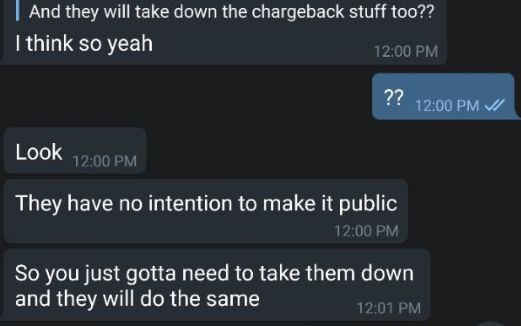 And they will take down the chargeback stuff too??
I think so yeah
12:00 PM
?? 12:00 PM
Look 12:00 PM
They have no intention to make it public
12:00 PM
So you just gotta need to take them down
and they will do the same
12:01 PM